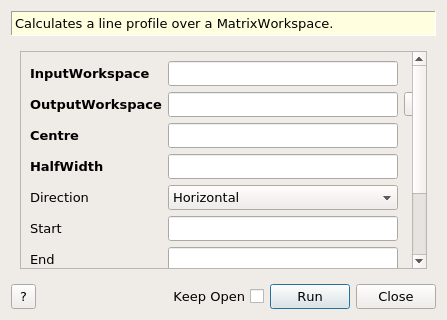 Calculates a line profile over a MatrixWorkspace.
InputWorkspace
OutputWorkspace
Centre
HalfWidth
Direction Horizontal
Start
End
? Keep Open Run Close